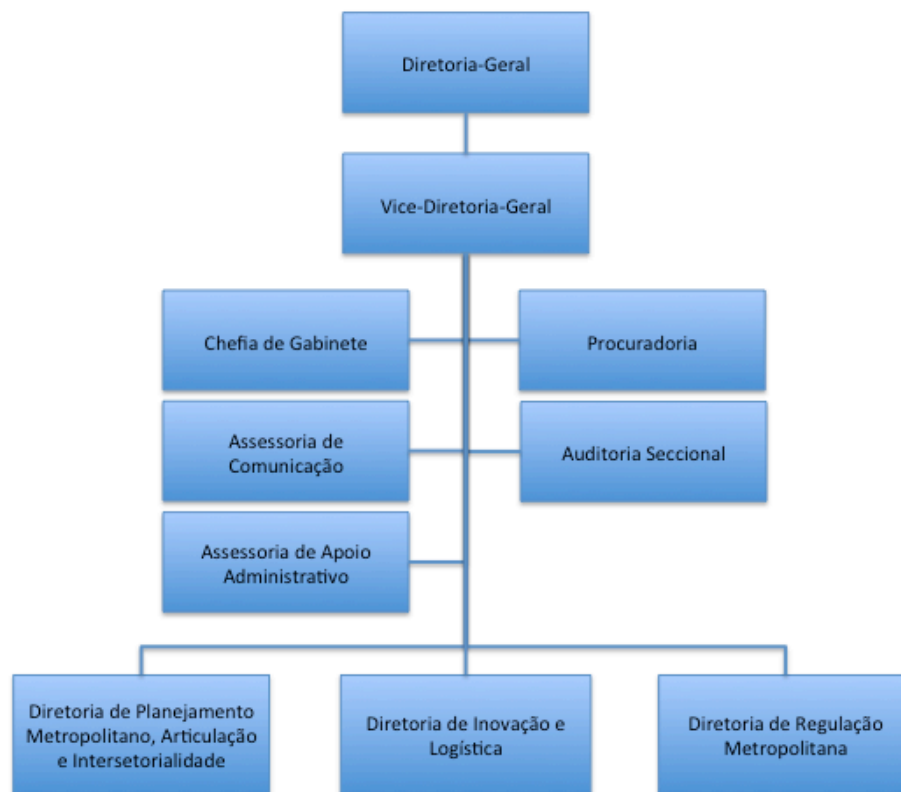 Diretoria-Geral
Vice-Diretoria-Geral
Chefia de Gabinete
Procuradoria
Assessoria de
Comunicação
Auditoria Seccional
Assessoria de Apoio
Administrativo
Diretoria de Planejamento
Metropolitano, Articulação
e Intersetorialidade
Diretoria de Inovação e
Logística
Diretoria de Regulação
Metropolitana